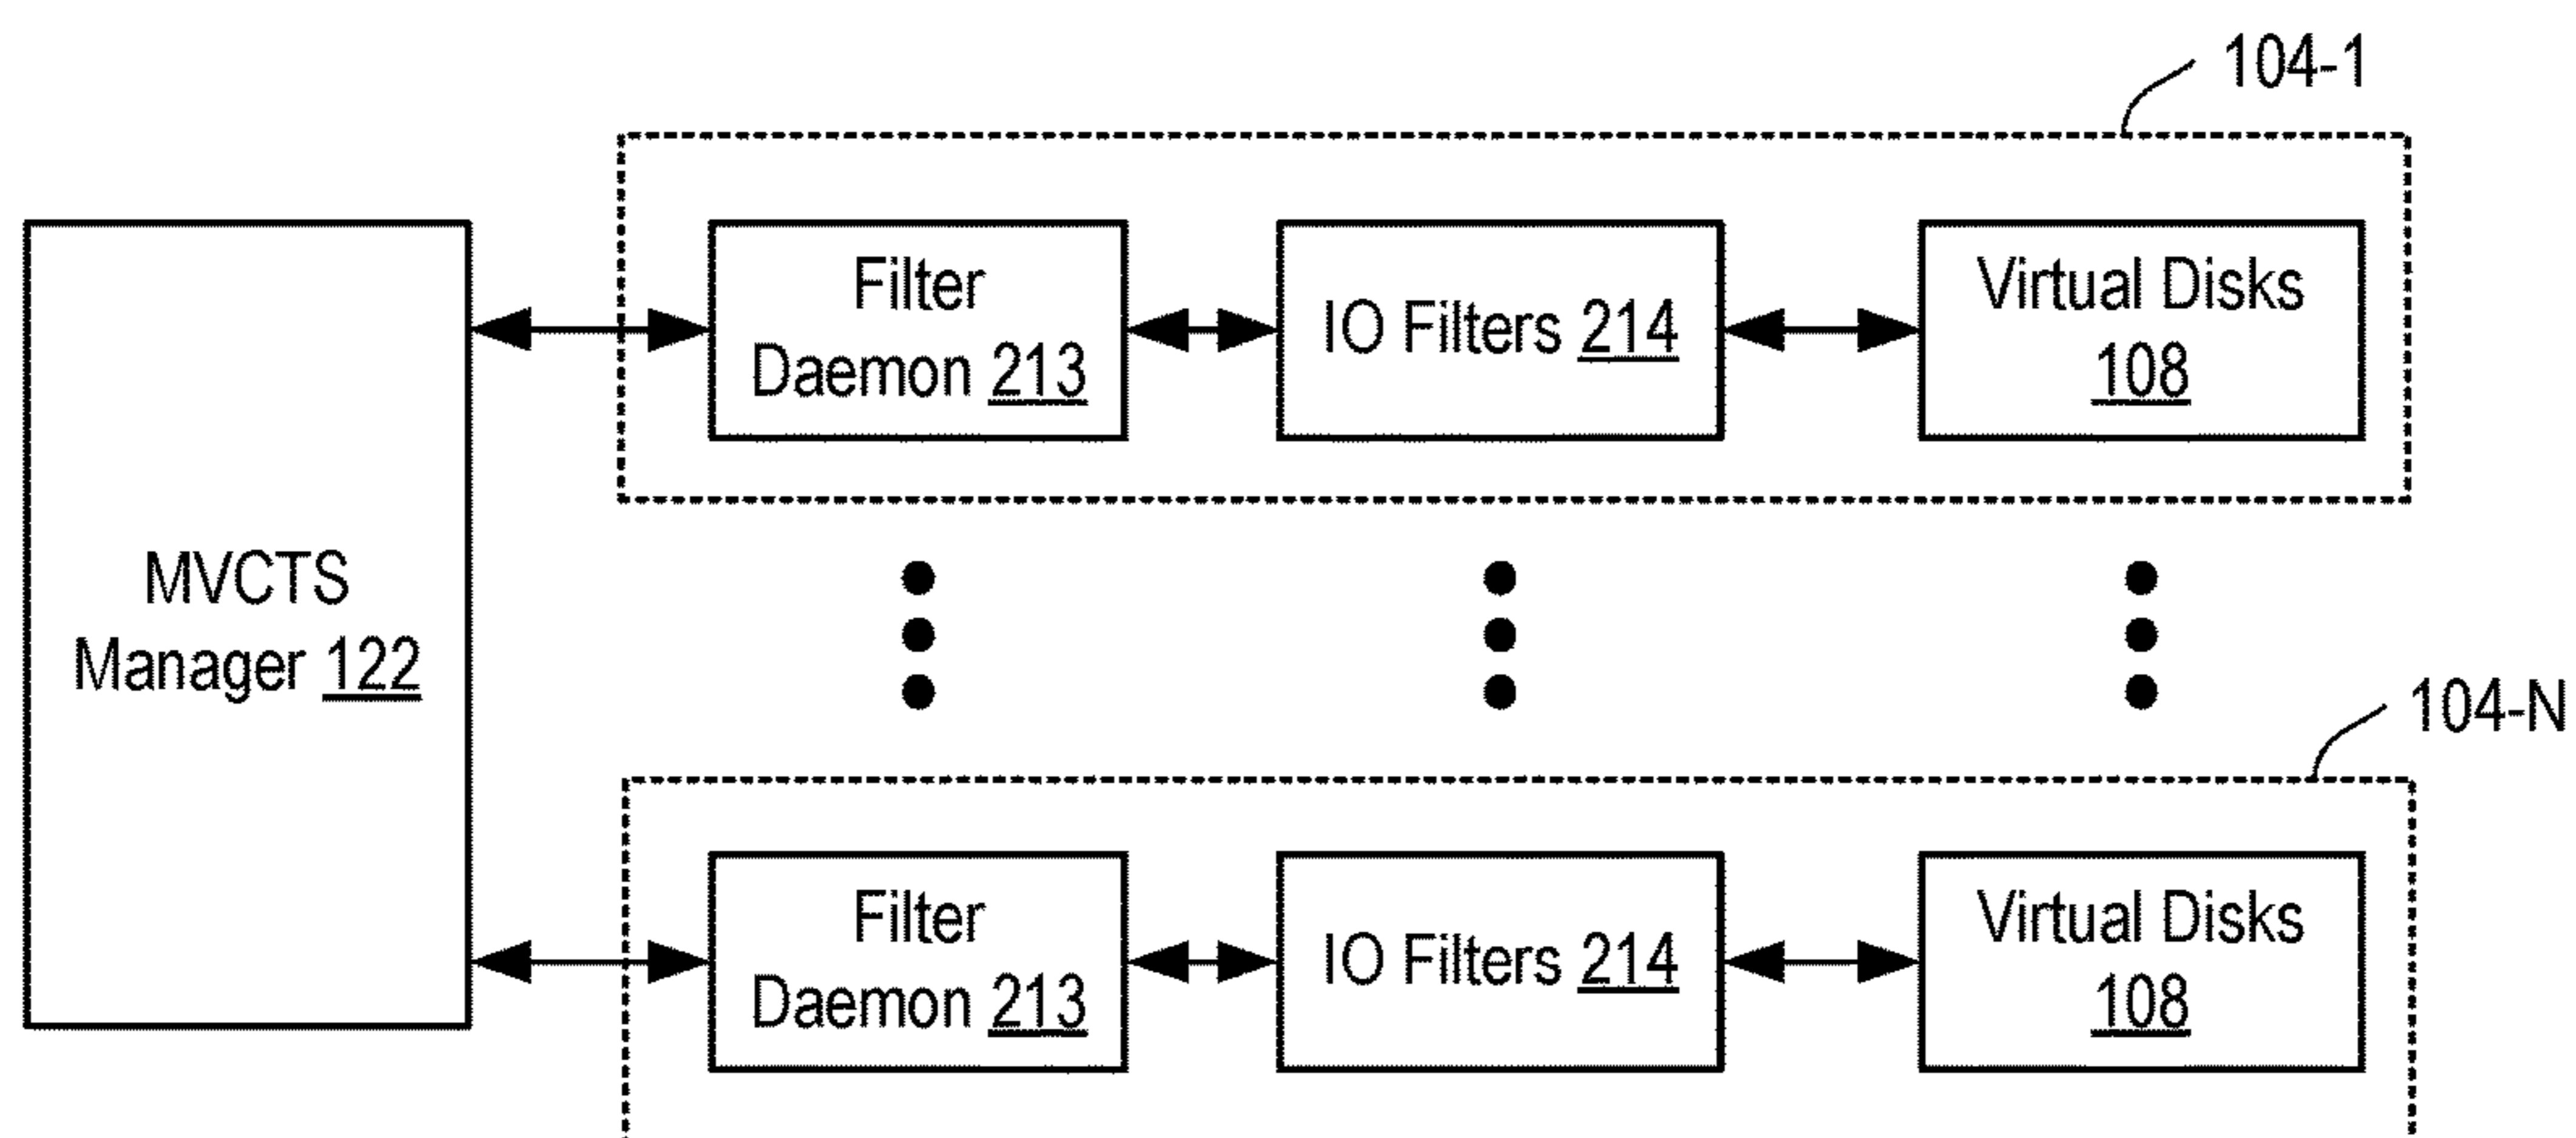 104-1
Filter
Daemon 213
IO Filters 214
Virtual Disks
108
MVCTS
Manager 122
104-N
Filter
Daemon 213
IO Filters 214
Virtual Disks
108